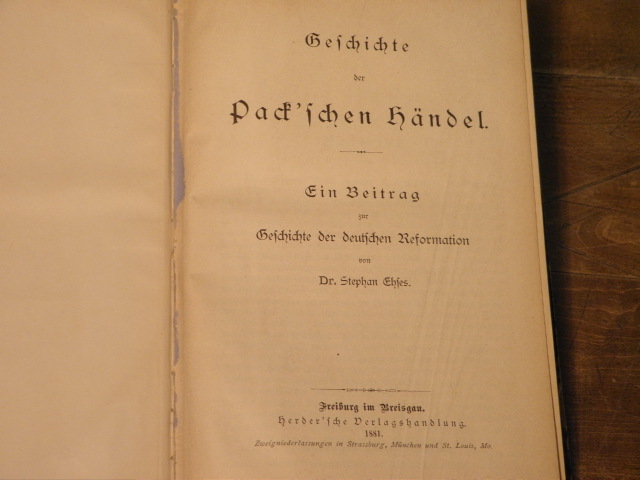 Geſchichte
der
Pack'ſchen Händel.
Ein Beitrag
zur
Geſchichte der deutſchen Reformation
von
Dr. Stephan Ehſes.
Freiburg im Breisgau.
Herder'ſche Verlagshandlung.
1881.
Zweigniederlassungen in Strassburg, München und St. Louis, Mo.